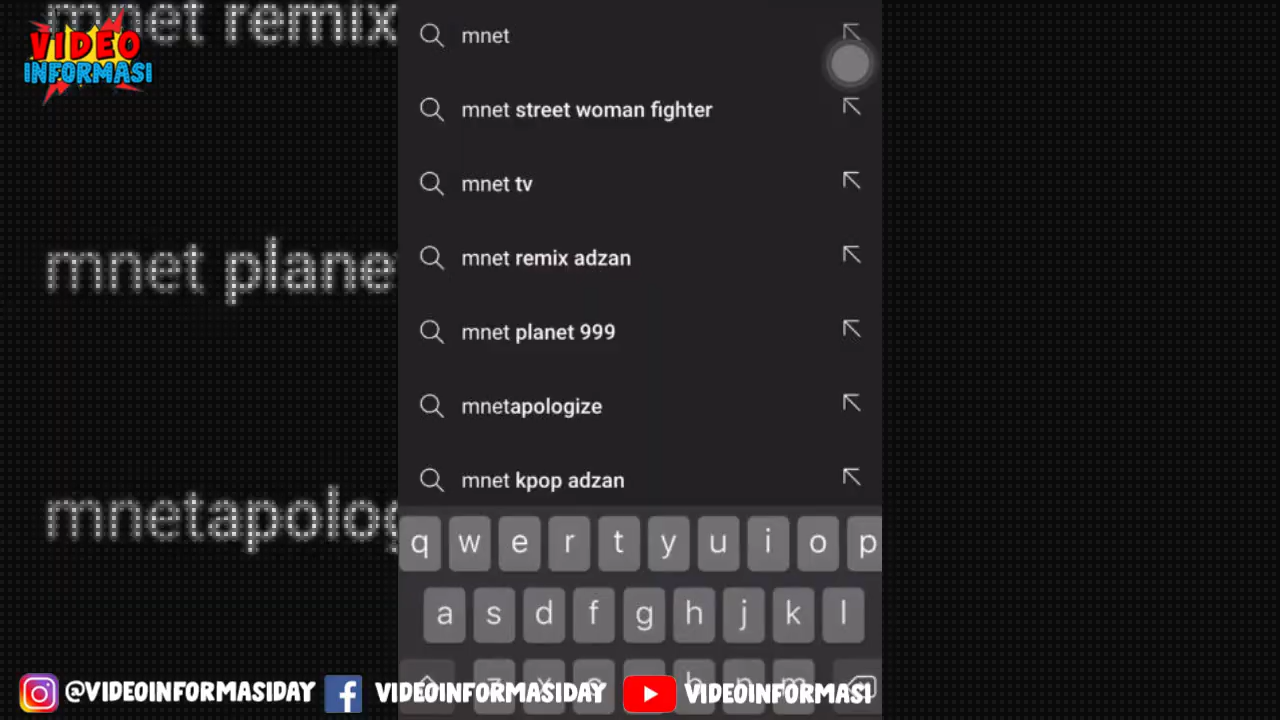 mnet remix
VIDEO
INFORMASI
mnet
mnet street woman fighter
mnet tv
mnet remix adzan
mnet planet 999
mnetapologize
mnet kpop adzan
mnet plane
mnetapolog
q w e r t y u i o p
a s d f g h j k l
z x c b n m
@VIDEOINFORMASIDAY VIDEOINFORMASIDAY VIDEOINFORMASI